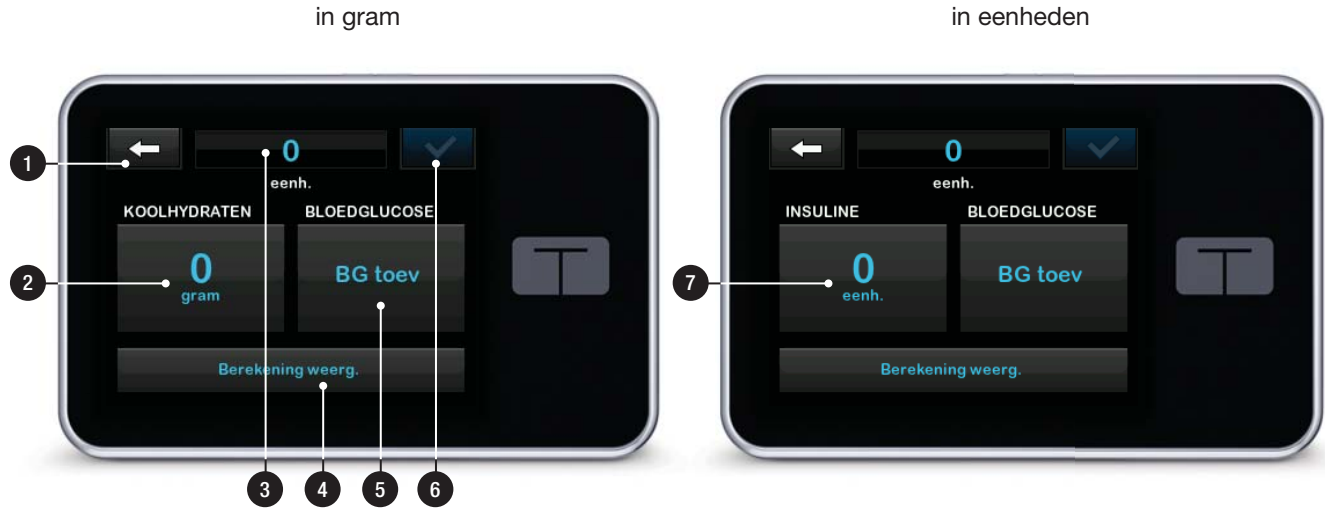 in gram
in eenheden
0
eenh.
KOOLHYDRATEN BLOEDGLUCOSE
0
gram
BG toev
Berekening weerg.
1
2
3
4
5
6
0
eenh.
INSULINE BLOEDGLUCOSE
0
eenh.
BG toev
Berekening weerg.
7